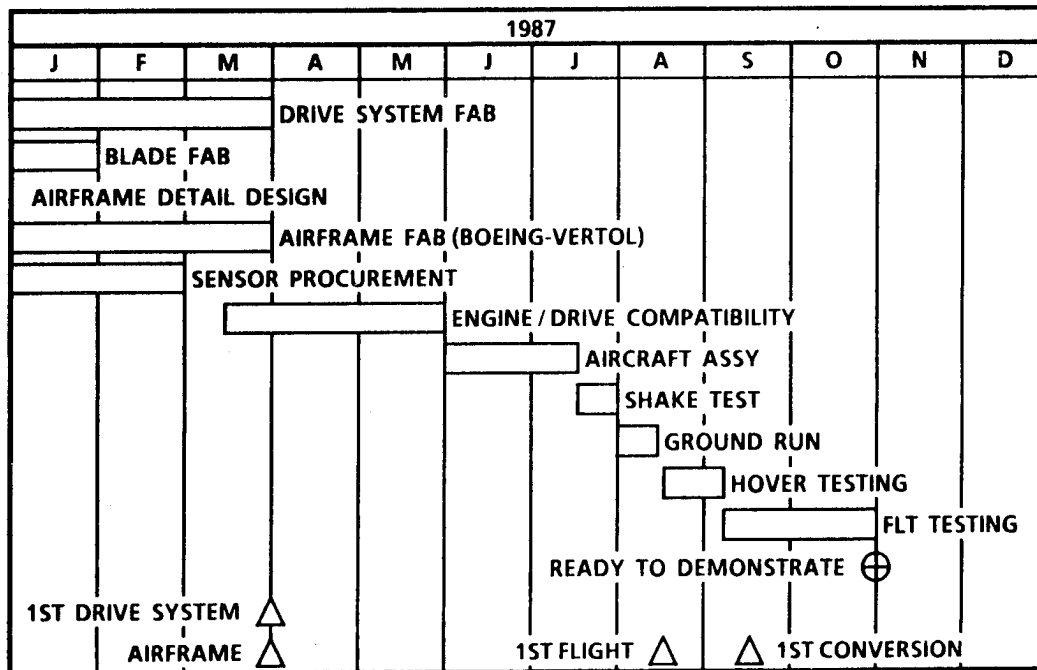 1987
J F M A M J J A S O N D
DRIVE SYSTEM FAB
BLADE FAB
AIRFRAME DETAIL DESIGN
AIRFRAME FAB (BOEING-VERTOL)
SENSOR PROCUREMENT
ENGINE / DRIVE COMPATIBILITY
AIRCRAFT ASSY
SHAKE TEST
GROUND RUN
HOVER TESTING
FLT TESTING
READY TO DEMONSTRATE
1ST DRIVE SYSTEM
AIRFRAME 1ST FLIGHT 1ST CONVERSION